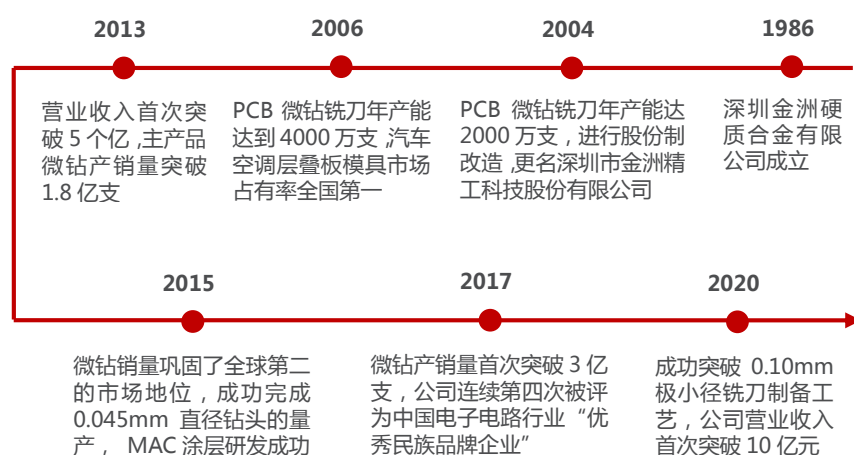 2013
2006
2004
1986
营业收入首次突
破 5 个亿 ,主产品
微钻产销量突破
1.8 亿支
PCB 微钻铣刀年产能
达到 4000 万支 ,汽车
空调层叠板模具市场
占有率全国第一
PCB 微钻铣刀年产能达
2000 万支 , 进行股份制
改造 ,更名深圳市金洲精
工科技股份有限公司
深圳金洲硬
质合金有限
公司成立
2015
2017
2020
微钻销量巩固了全球第二
的市场地位 , 成功完成
0.045mm 直径钻头的量
产 , MAC 涂层研发成功
微钻产销量首次突破 3 亿
支 , 公司连续第四次被评
为中国电子电路行业 “优
秀民族品牌企业”
成功突破 0.10mm
极小径铣刀制备工
艺 , 公司营业收入
首次突破 10 亿元